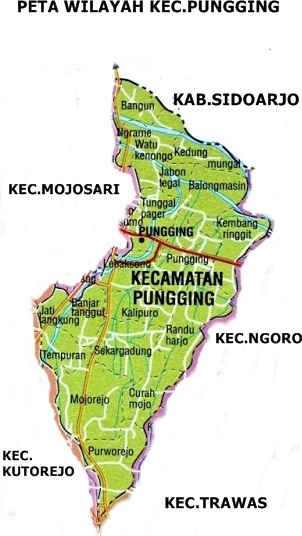 PETA WILAYAH KEC.PUNGGING
KAB.SIDOARJO
Bangun
Ngrame
Watu
kenongo
Kedung
mungal
KEC.MOJOSARI
Jabon
tegal
Balongmasin
Tunggal
pager
Kembang
ringgit
PUNGGING
Pungging
Lebaksono
KECAMATAN
PUNGGING
Banjar
tanggut
Jati
langkung
Kalipuro
Randu
harjo
KEC.NGORO
Tempuran
Sekargadung
Mojorejo
Curah
mojo
KEC.
KUTOREJO
Purworejo
KEC.TRAWAS